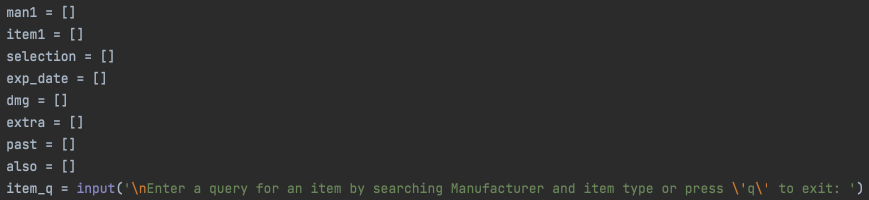 man1 = []
item1 = []
selection = []
exp_date = []
dmg = []
extra = []
past = []
also = []
item_q = input('\nEnter a query for an item by searching Manufacturer and item type or press \'q\' to exit: ')